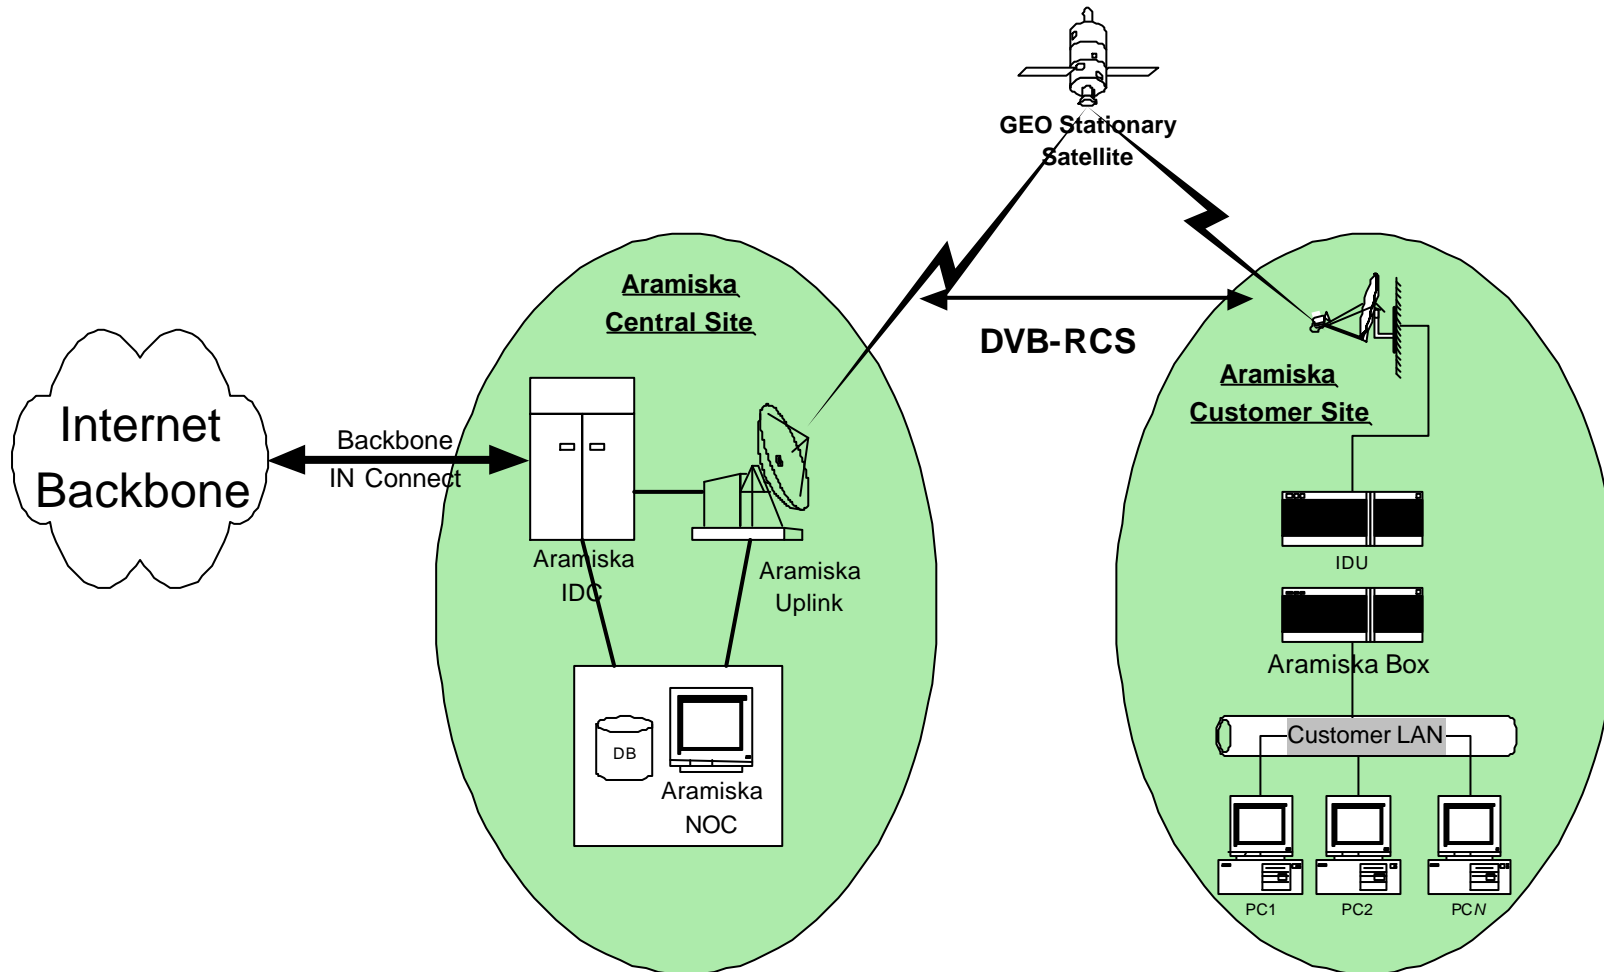 GEO Stationary
Satellite
Aramiska
Central Site
DVB-RCS
Aramiska
Customer Site
Internet
Backbone
Backbone
IN Connect
Aramiska
IDC
Aramiska
Uplink
IDU
Aramiska Box
DB
Aramiska
NOC
Customer LAN
PC1
PC2
PCN